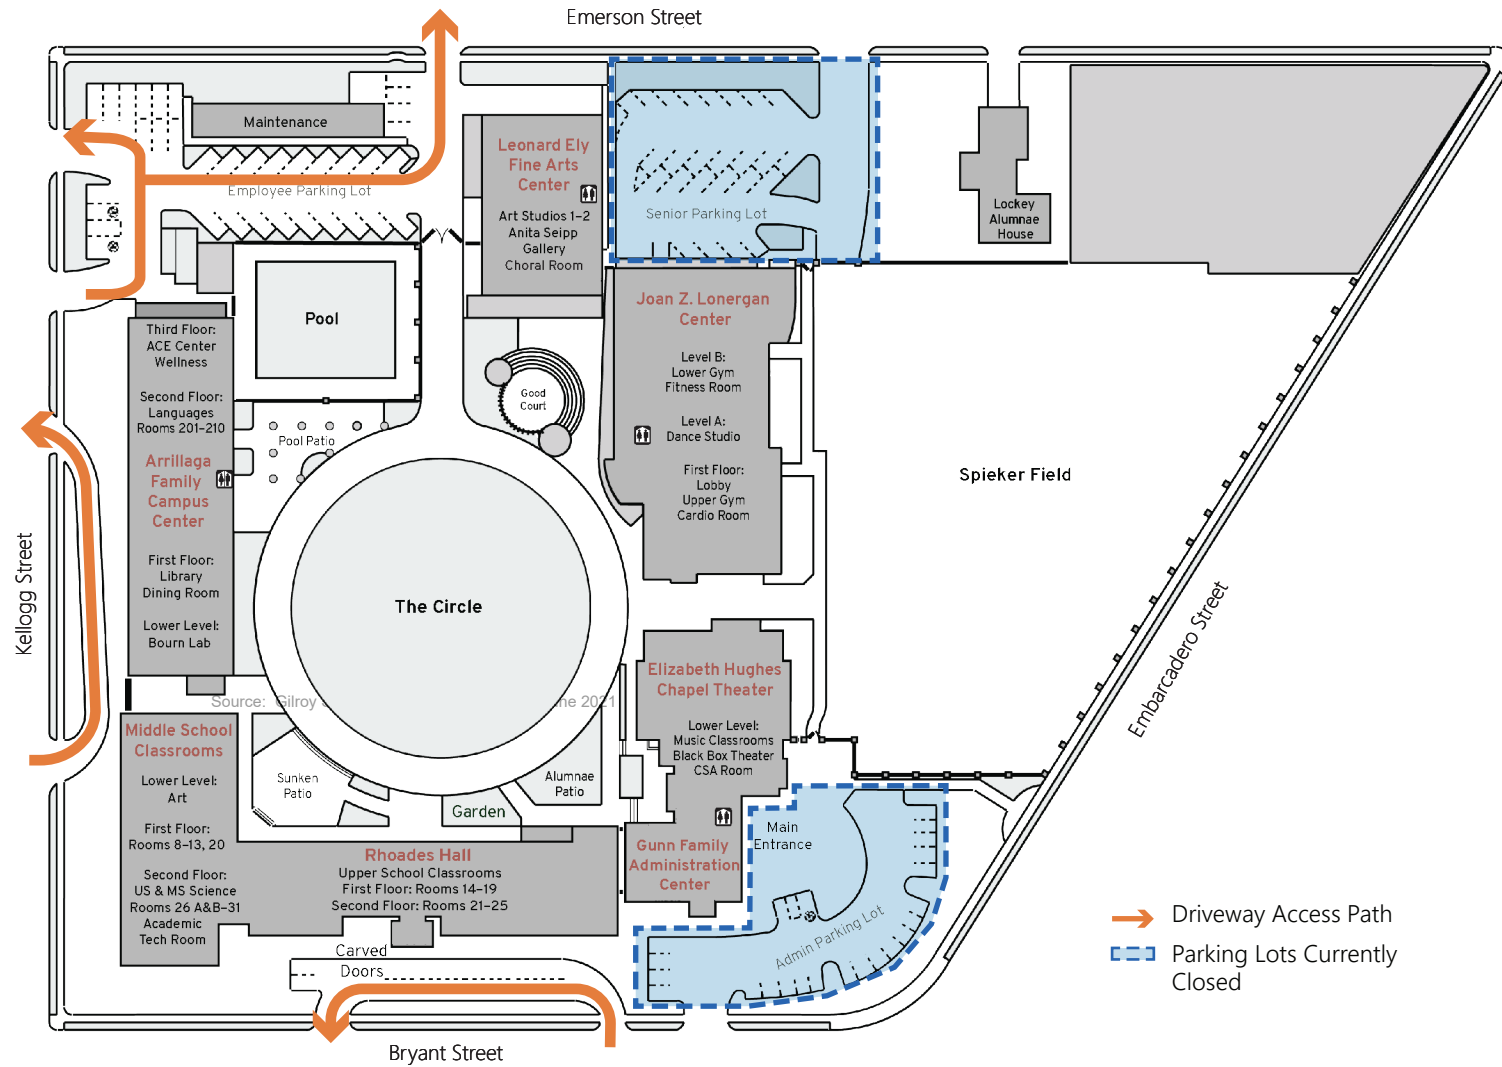 Emerson Street
Maintenance
Employee Parking Lot
Leonard Ely
Fine Arts
Center
Art Studios 1–2
Anita Seipp
Gallery
Choral Room
Senior Parking Lot
Lockey
Alumnae
House
Pool
Joan Z. Lonergan
Center
Level B:
Lower Gym
Fitness Room
Level A:
Dance Studio
First Floor:
Lobby
Upper Gym
Cardio Room
Good
Court
Third Floor:
ACE Center
Wellness
Second Floor:
Languages
Rooms 201–210
Arrillaga
Family
Campus
Center
First Floor:
Library
Dining Room
Lower Level:
Bourn Lab
Pool Patio
Spieker Field
The Circle
Kellogg Street
Embarcadero Street
Elizabeth Hughes
Chapel Theater
Lower Level:
Music Classrooms
Black Box Theater
CSA Room
Source: Gilroy
2021
Middle School
Classrooms
Lower Level:
Art
First Floor:
Rooms 8–13, 20
Second Floor:
US & MS Science
Rooms 26 A&B–31
Academic
Tech Room
Sunken
Patio
Alumnae
Patio
Garden
Rhoades Hall
Upper School Classrooms
First Floor: Rooms 14–19
Second Floor: Rooms 21–25
Gunn Family
Administration
Center
Main
Entrance
Admin Parking Lot
Carved
Doors
Bryant Street
Driveway Access Path
Parking Lots Currently
Closed